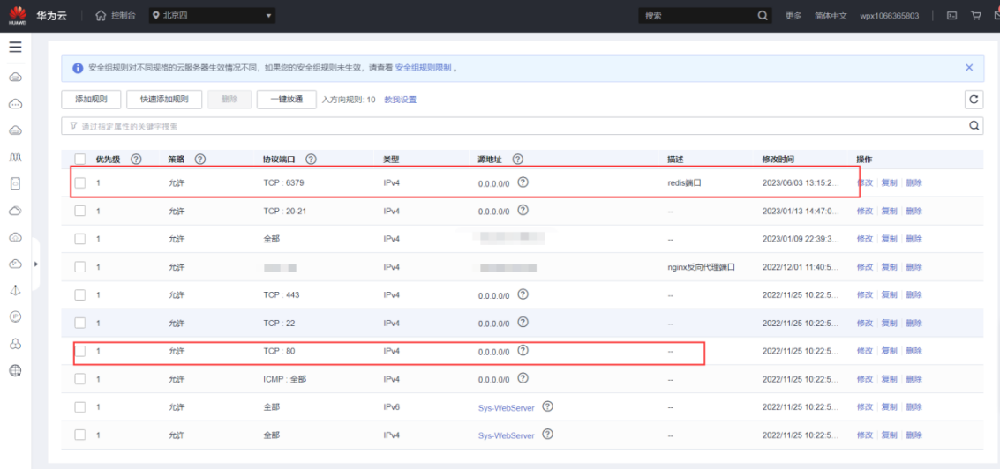 HUAWEI 华为云 控制台 北京四 搜索 更多 简体中文 wpx1066365803
安全组规则对不同规格的云服务器生效情况不同，如果您的安全组规则未生效，请查看 安全组规则限制 。
添加规则 快速添加规则 删除 一键放通 入方向规则: 10 教我设置
通过指定属性的关键字搜索
优先级 策略 协议端口 类型 源地址 描述 修改时间 操作
1 允许 TCP : 6379 IPv4 0.0.0.0/0 redis端口 2023/06/03 13:15:2... 修改 复制 删除
1 允许 TCP : 20-21 IPv4 0.0.0.0/0 -- 2023/01/13 14:47:0... 修改 复制 删除
1 允许 全部 IPv4 -- 2023/01/09 22:39:3... 修改 复制 删除
1 允许 IPv4 nginx反向代理端口 2022/12/01 11:40:5... 修改 复制 删除
1 允许 TCP : 443 IPv4 0.0.0.0/0 -- 2022/11/25 10:22:5... 修改 复制 删除
1 允许 TCP : 22 IPv4 0.0.0.0/0 -- 2022/11/25 10:22:5... 修改 复制 删除
1 允许 TCP : 80 IPv4 0.0.0.0/0 -- 2022/11/25 10:22:5... 修改 复制 删除
1 允许 ICMP : 全部 IPv4 0.0.0.0/0 -- 2022/11/25 10:22:5... 修改 复制 删除
1 允许 全部 IPv6 Sys-WebServer -- 2022/11/25 10:22:5... 修改 复制 删除
1 允许 全部 IPv4 Sys-WebServer -- 2022/11/25 10:22:5... 修改 复制 删除